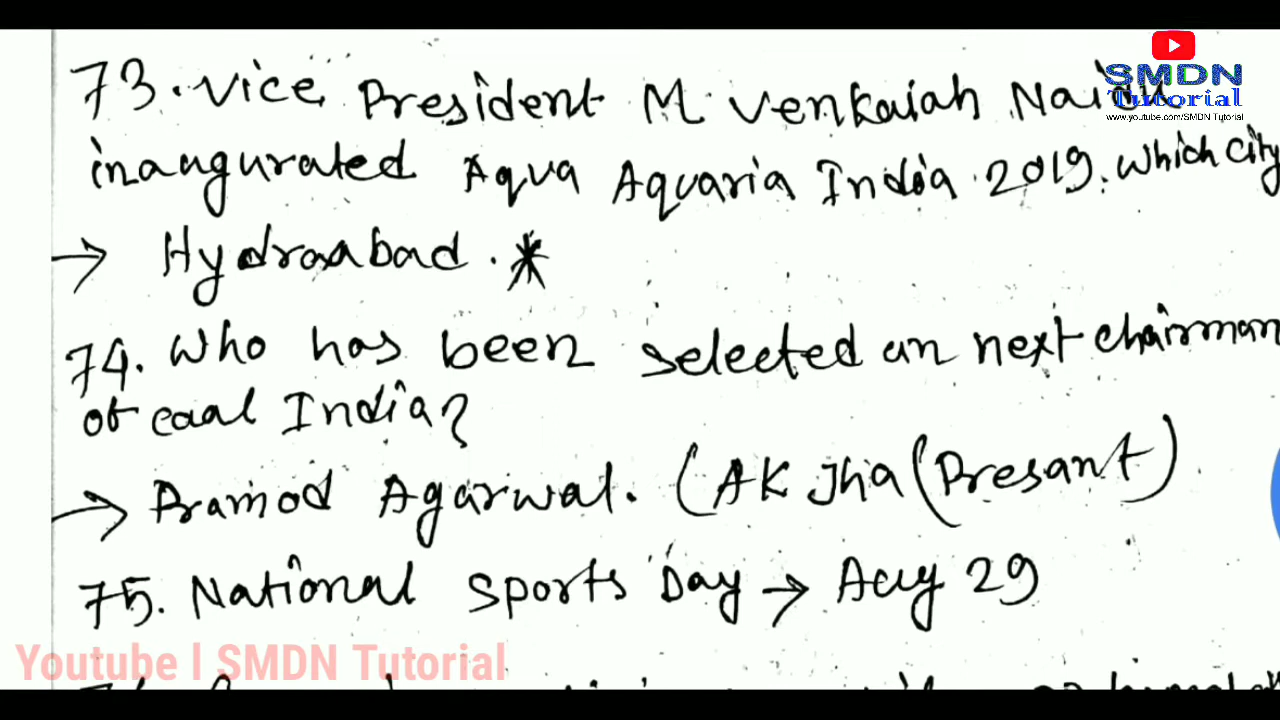 73. Vice President M Venkaiah Naidu
inaugurated Aqua Aquaria India 2019. Which city
→ Hydraabad. *
74. Who has been selected an next chairman
of caal India?
→ Pramod Agarwal. (AK Jha (Presant)
75. National Sports Day → Aug 29
SMDN
Tutorial
www.youtube.com/SMDN Tutorial
Youtube l SMDN Tutorial